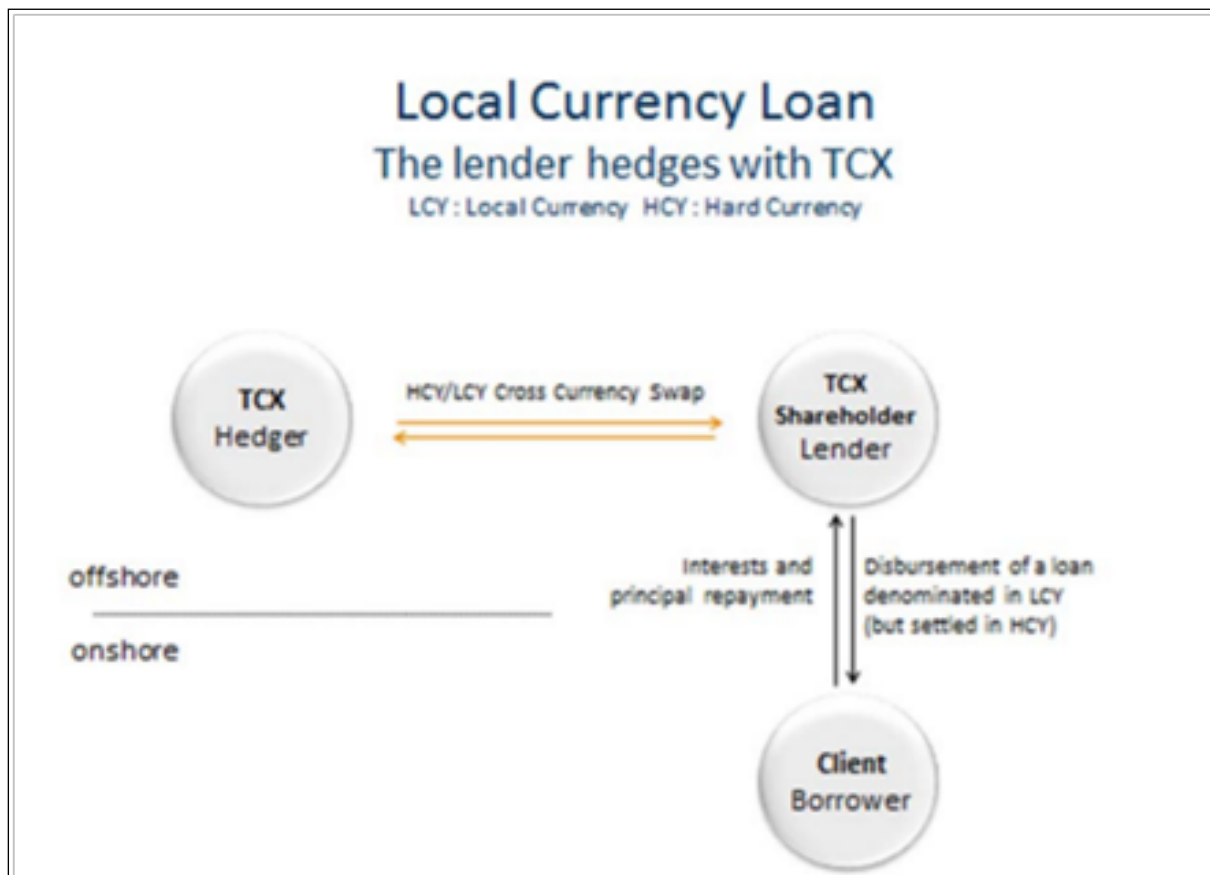 Local Currency Loan
The lender hedges with TCX
LCY : Local Currency HCY : Hard Currency
TCX
Hedger
HCY/LCY Cross Currency Swap
TCX
Shareholder
Lender
offshore
onshore
Interests and
principal repayment
Disbursement of a loan
denominated in LCY
(but settled in HCY)
Client
Borrower